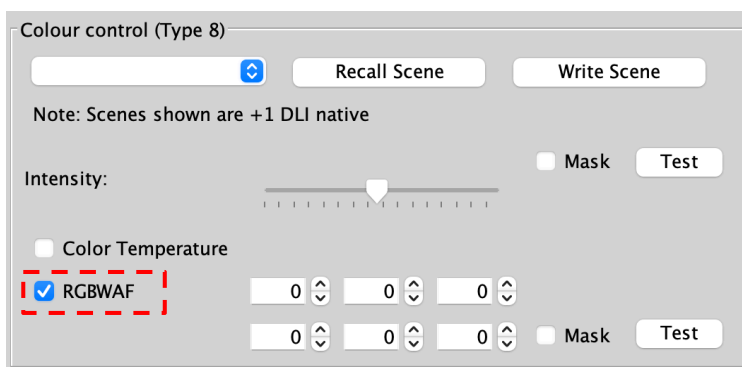 Colour control (Type 8)
Recall Scene Write Scene
Note: Scenes shown are +1 DLI native
Mask Test
Intensity:
Color Temperature
RGBWAF 0 0 0
0 0 0 Mask Test